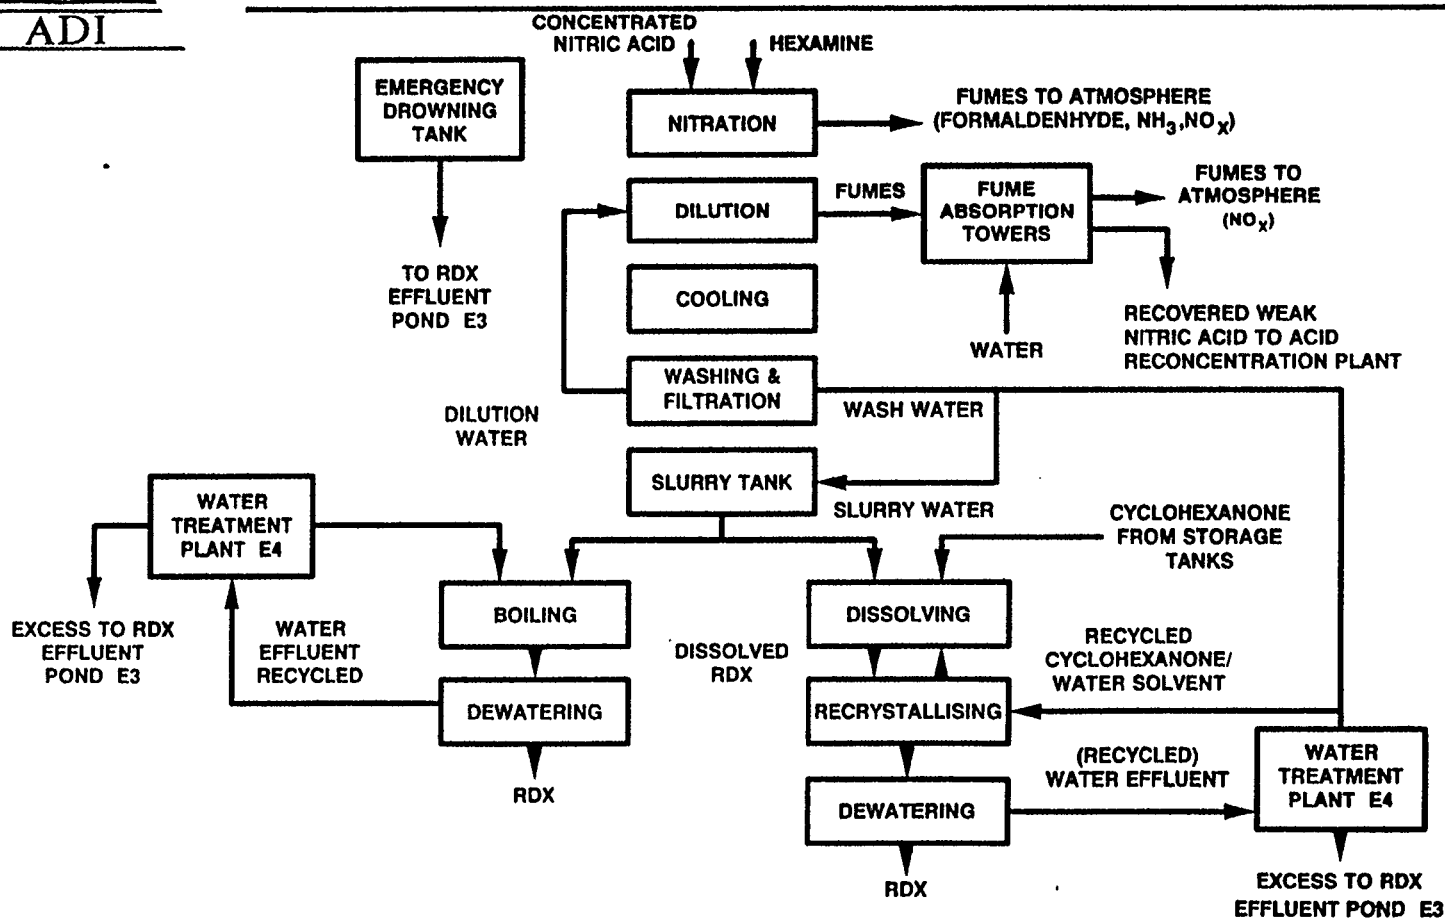 ADI
CONCENTRATED
NITRIC ACID
HEXAMINE
EMERGENCY
DROWNING
TANK
NITRATION
FUMES TO ATMOSPHERE
(FORMALDENHYDE, NH3,NOX)
DILUTION
FUMES
FUME
ABSORPTION
TOWERS
FUMES TO
ATMOSPHERE
(NOX)
TO RDX
EFFLUENT
POND E3
COOLING
WATER
RECOVERED WEAK
NITRIC ACID TO ACID
RECONCENTRATION PLANT
WASHING &
FILTRATION
WASH WATER
DILUTION
WATER
SLURRY TANK
SLURRY WATER
WATER
TREATMENT
PLANT E4
CYCLOHEXANONE
FROM STORAGE
TANKS
BOILING
DISSOLVING
EXCESS TO RDX
EFFLUENT
POND E3
WATER
EFFLUENT
RECYCLED
DISSOLVED
RDX
RECYCLED
CYCLOHEXANONE/
WATER SOLVENT
DEWATERING
RECRYSTALLISING
RDX
(RECYCLED)
WATER EFFLUENT
WATER
TREATMENT
PLANT E4
DEWATERING
RDX
EXCESS TO RDX
EFFLUENT POND E3